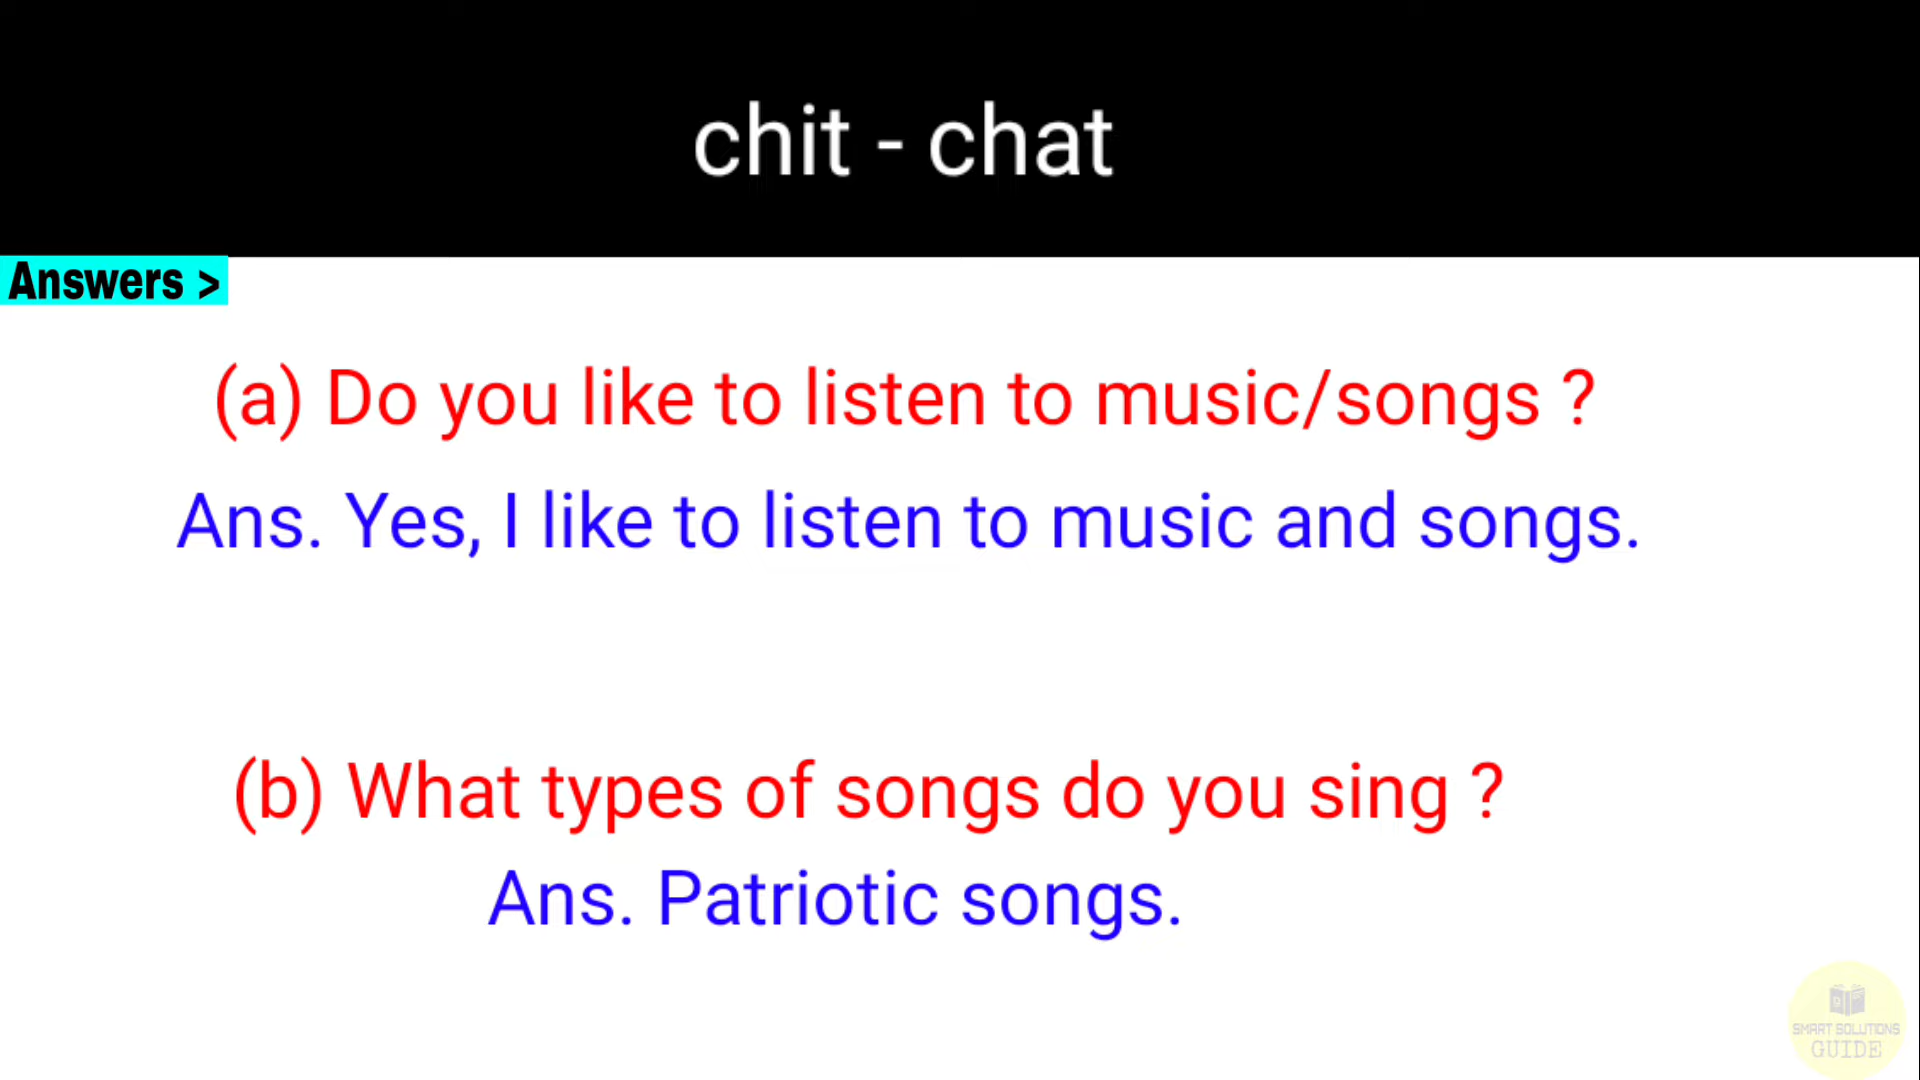 chit - chat
Answers >
(a) Do you like to listen to music/songs ?
Ans. Yes, I like to listen to music and songs.
(b) What types of songs do you sing ?
Ans. Patriotic songs.
SMART SOLUTIONS
GUIDE